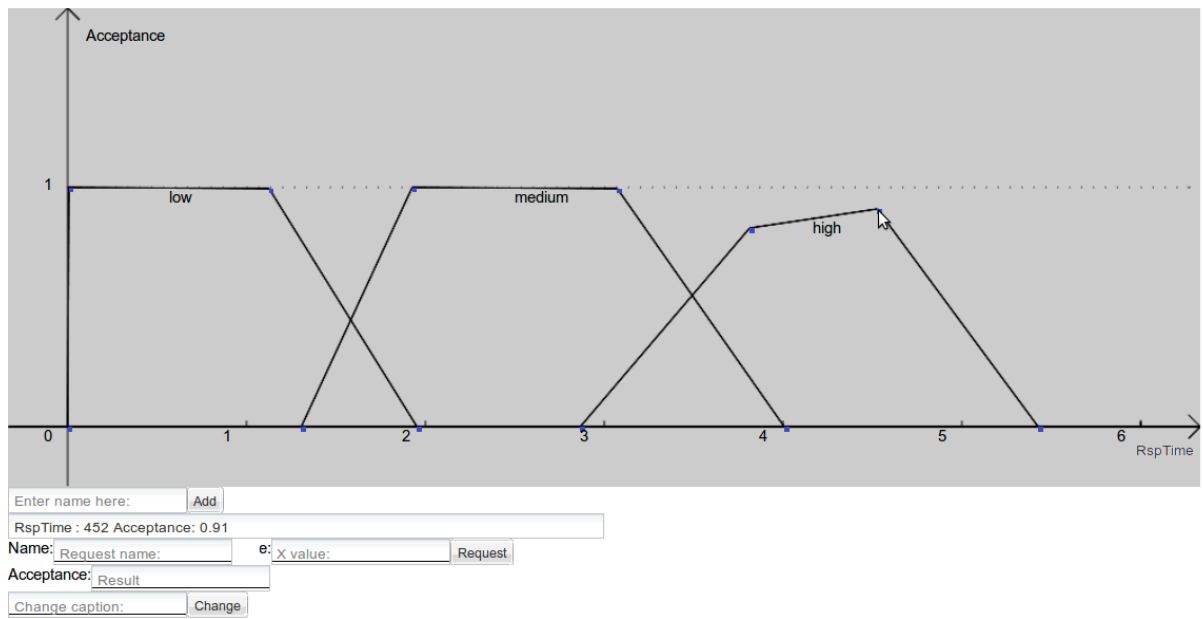 Acceptance
1
low
medium
high
0 1 2 3 4 5 6
RspTime
Enter name here: Add
RspTime : 452 Acceptance: 0.91
Name: Request name: e: X value: Request
Acceptance: Result
Change caption: Change